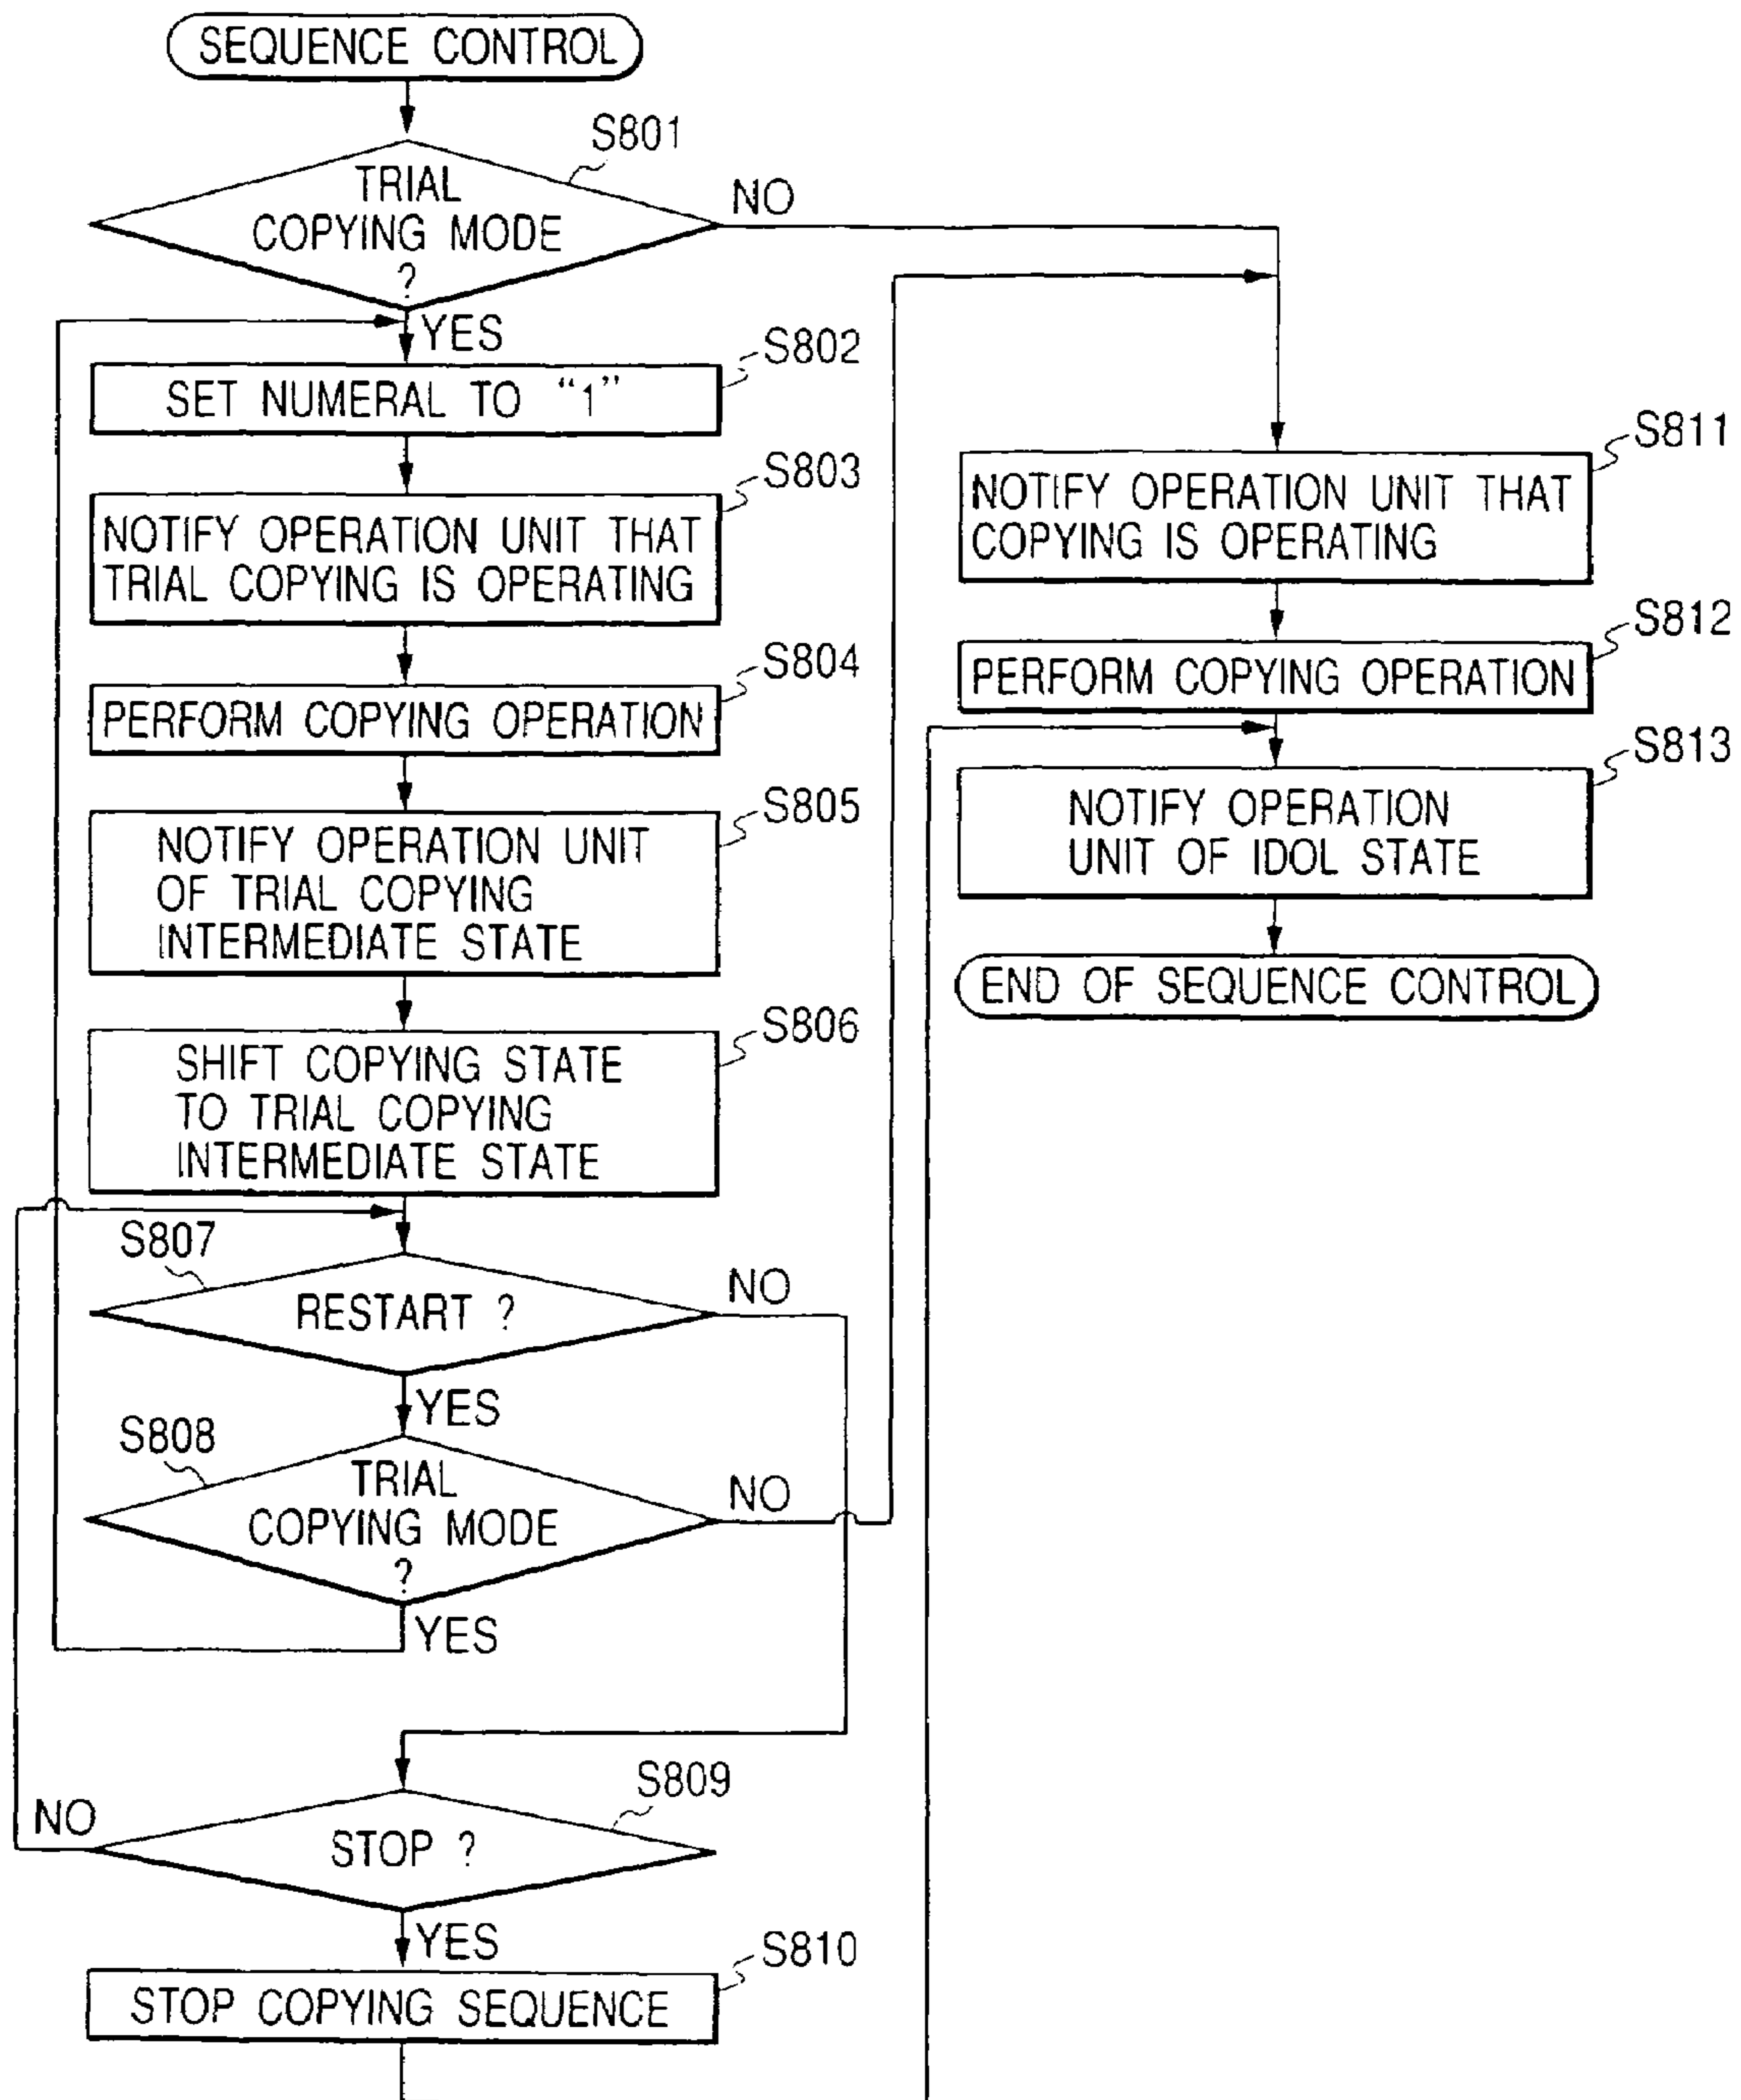 SEQUENCE CONTROL
S801
TRIAL
COPYING MODE
?
NO
YES
S802
SET NUMERAL TO “1”
S803
NOTIFY OPERATION UNIT THAT
TRIAL COPYING IS OPERATING
S804
PERFORM COPYING OPERATION
S805
NOTIFY OPERATION UNIT
OF TRIAL COPYING
INTERMEDIATE STATE
S806
SHIFT COPYING STATE
TO TRIAL COPYING
INTERMEDIATE STATE
S807
RESTART ?
NO
YES
S808
TRIAL
COPYING MODE
?
NO
YES
S809
STOP ?
NO
YES
S810
STOP COPYING SEQUENCE
S811
NOTIFY OPERATION UNIT THAT
COPYING IS OPERATING
S812
PERFORM COPYING OPERATION
S813
NOTIFY OPERATION
UNIT OF IDOL STATE
END OF SEQUENCE CONTROL